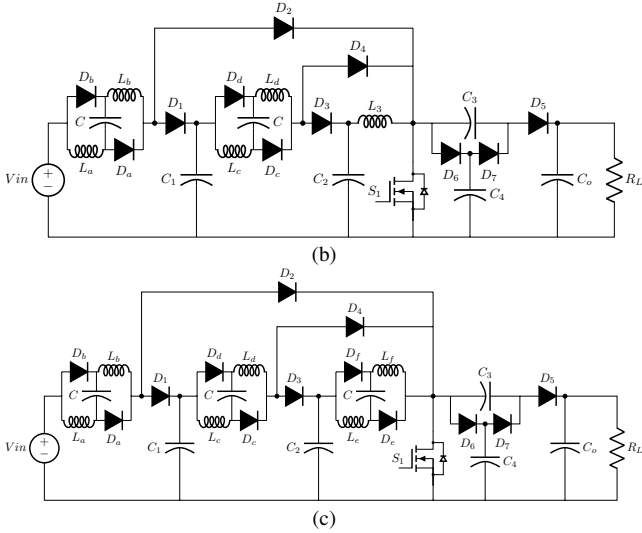 D2
D4
Db Lb Dd Ld
D1 D3 L3 C3 D5
C C
Vin La Da Lc Dc D6 D7 RL
C1 C2 S1 C4 Co
(b)
D2
D4
Db Lb Dd Ld Df Lf
D1 D3 C3 D5
C C C
Vin La Da Lc Dc Le De D6 D7 RL
C1 C2 S1 C4 Co
(c)